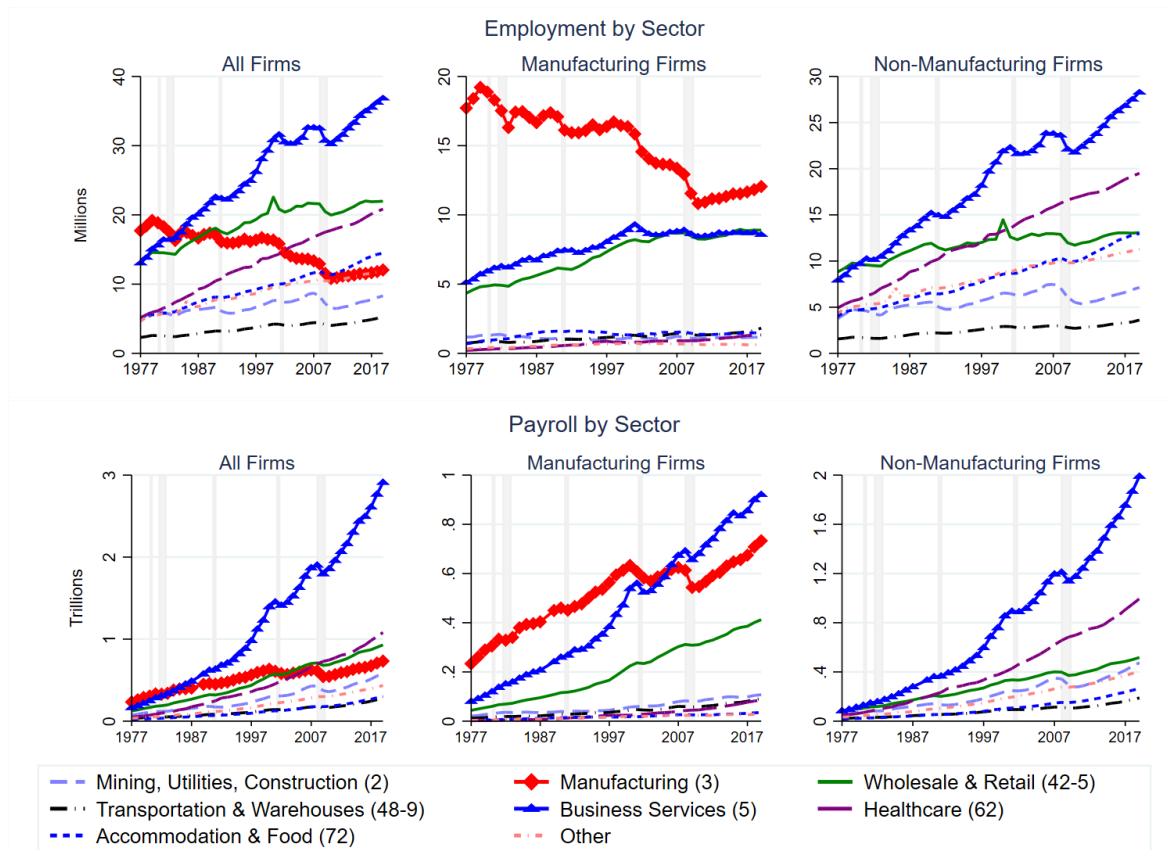 Employment by Sector
All Firms
Manufacturing Firms
Non-Manufacturing Firms
Millions
40
30
20
10
0
1977 1987 1997 2007 2017
20
15
10
5
0
1977 1987 1997 2007 2017
30
25
20
15
10
5
0
1977 1987 1997 2007 2017
Payroll by Sector
All Firms
Manufacturing Firms
Non-Manufacturing Firms
Trillions
3
2
1
0
1977 1987 1997 2007 2017
1
.8
.6
.4
.2
0
1977 1987 1997 2007 2017
2
1.6
1.2
.8
.4
0
1977 1987 1997 2007 2017
Mining, Utilities, Construction (2)
Manufacturing (3)
Wholesale & Retail (42-5)
Transportation & Warehouses (48-9)
Business Services (5)
Healthcare (62)
Accommodation & Food (72)
Other